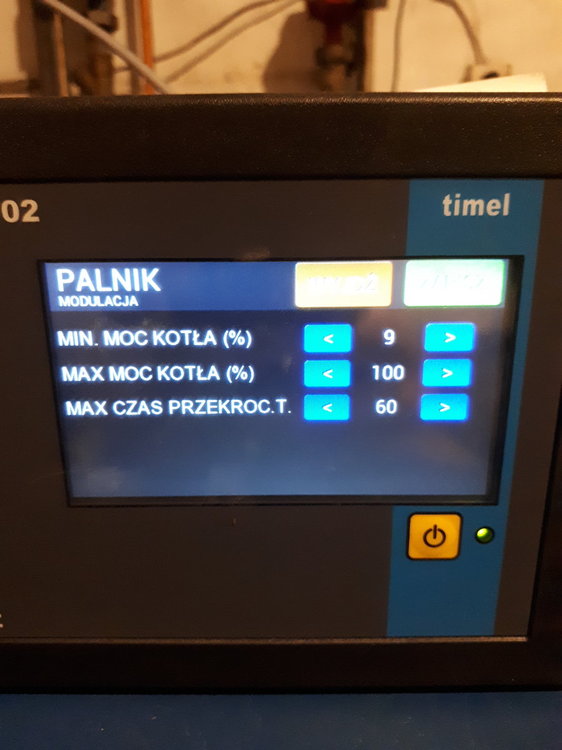 02
timel
PALNIK
MODULACJA
MIN. MOC KOTŁA (%) < 9 >
MAX MOC KOTŁA (%) < 100 >
MAX CZAS PRZEKROC.T. < 60 >